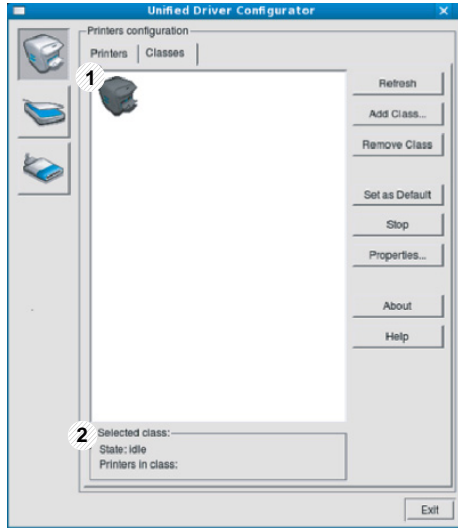 Unified Driver Configurator
Printers configuration
Printers Classes
1
Refresh
Add Class...
Remove Class
Set as Default
Stop
Properties...
About
Help
2
Selected class:
State: idle
Printers in class:
Exit